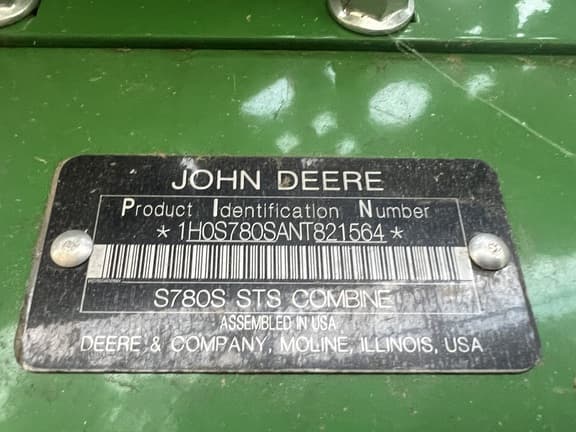 JOHN DEERE
Product Identification Number
*1H0S780SANT821564*
S780S STS COMBINE
ASSEMBLED IN USA
DEERE & COMPANY, MOLINE, ILLINOIS, USA